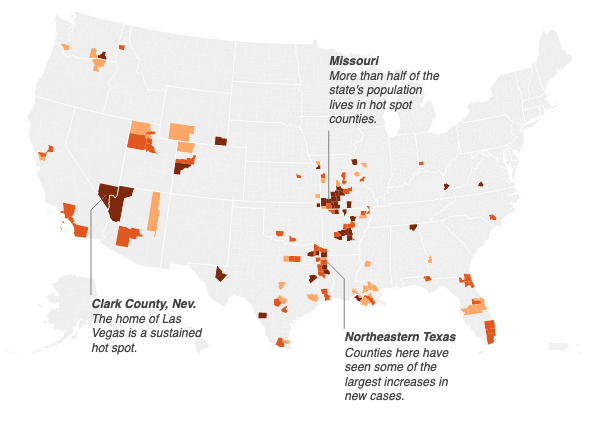 Missouri
More than half of the
state's population
lives in hot spot
counties.
Clark County, Nev.
The home of Las
Vegas is a sustained
hot spot.
Northeastern Texas
Counties here have
seen some of the
largest increases in
new cases.